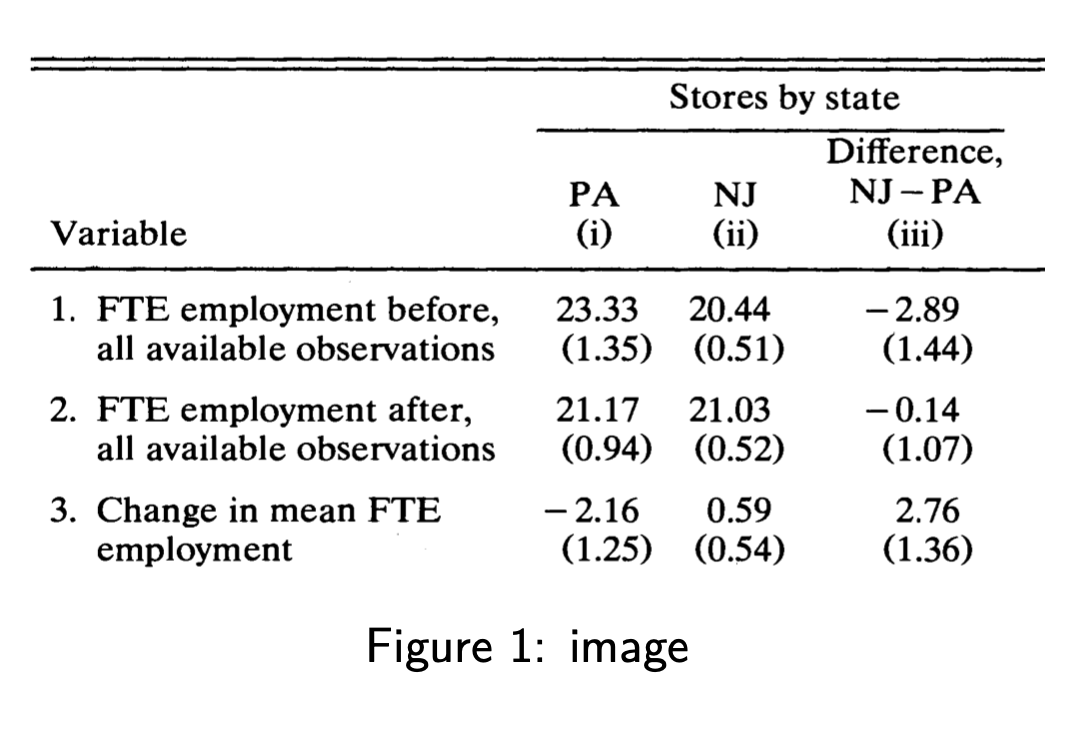 Stores by state
Difference,
PA NJ NJ – PA
Variable (i) (ii) (iii)
1. FTE employment before, 23.33 20.44 – 2.89
all available observations (1.35) (0.51) (1.44)
2. FTE employment after, 21.17 21.03 – 0.14
all available observations (0.94) (0.52) (1.07)
3. Change in mean FTE – 2.16 0.59 2.76
employment (1.25) (0.54) (1.36)
Figure 1: image